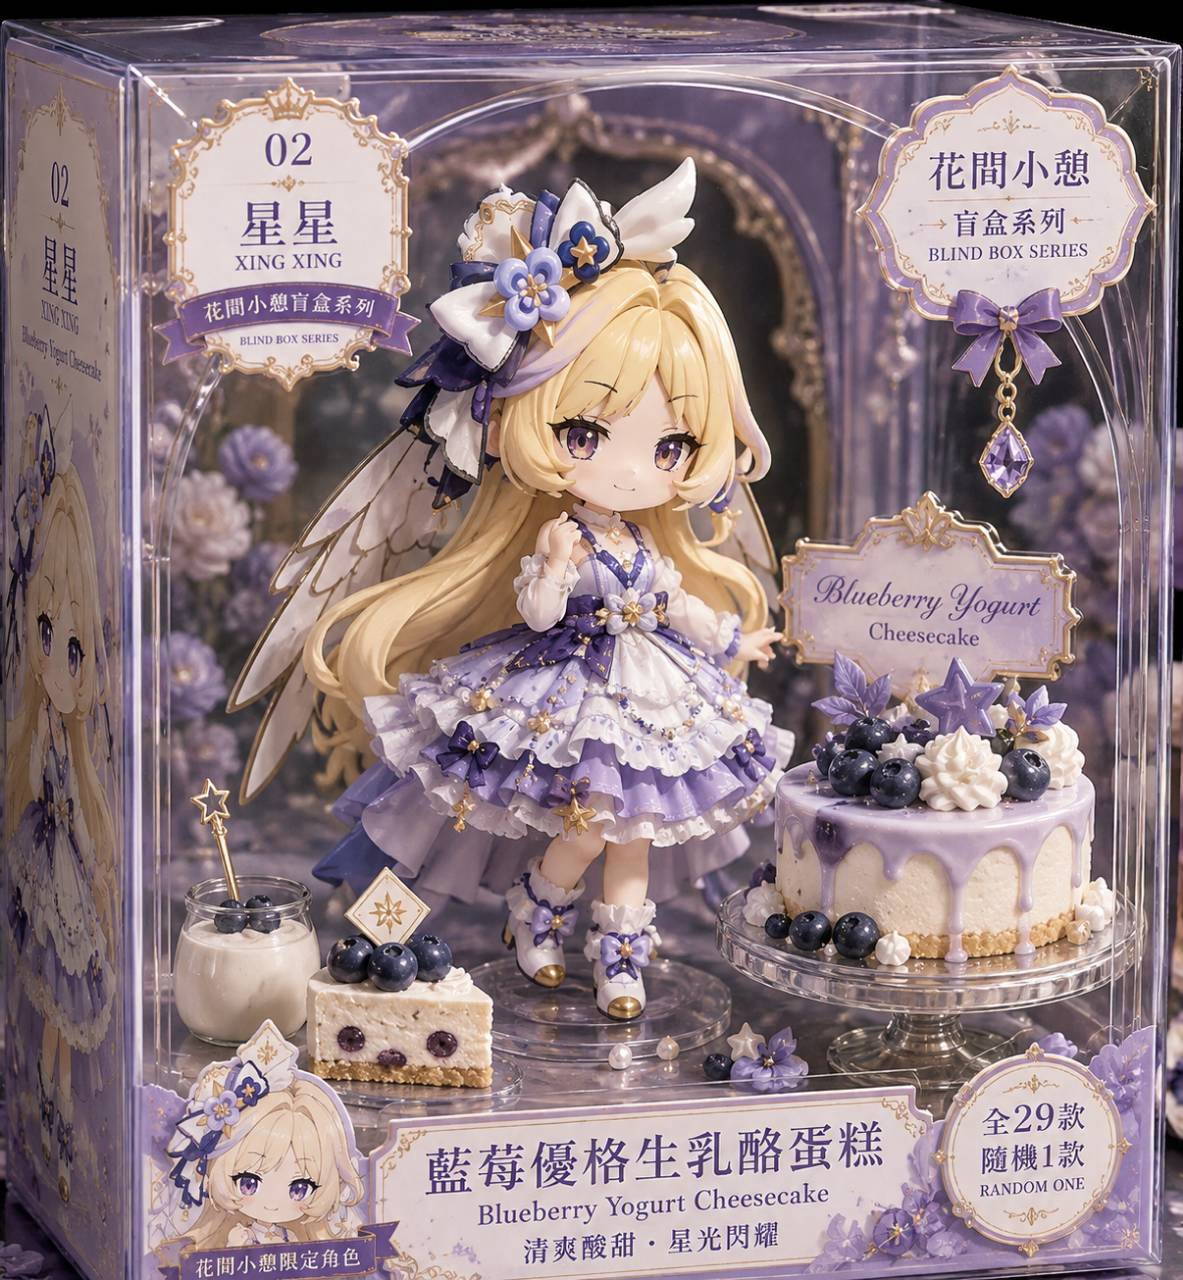 02
星星
XING XING
Blueberry Yogurt Cheesecake
02
星星
XING XING
花間小憩盲盒系列
BLIND BOX SERIES
花間小憩
盲盒系列
BLIND BOX SERIES
Blueberry Yogurt
Cheesecake
藍莓優格生乳酪蛋糕
Blueberry Yogurt Cheesecake
清爽酸甜·星光閃耀
全29款
隨機1款
RANDOM ONE
花間小憩限定角色